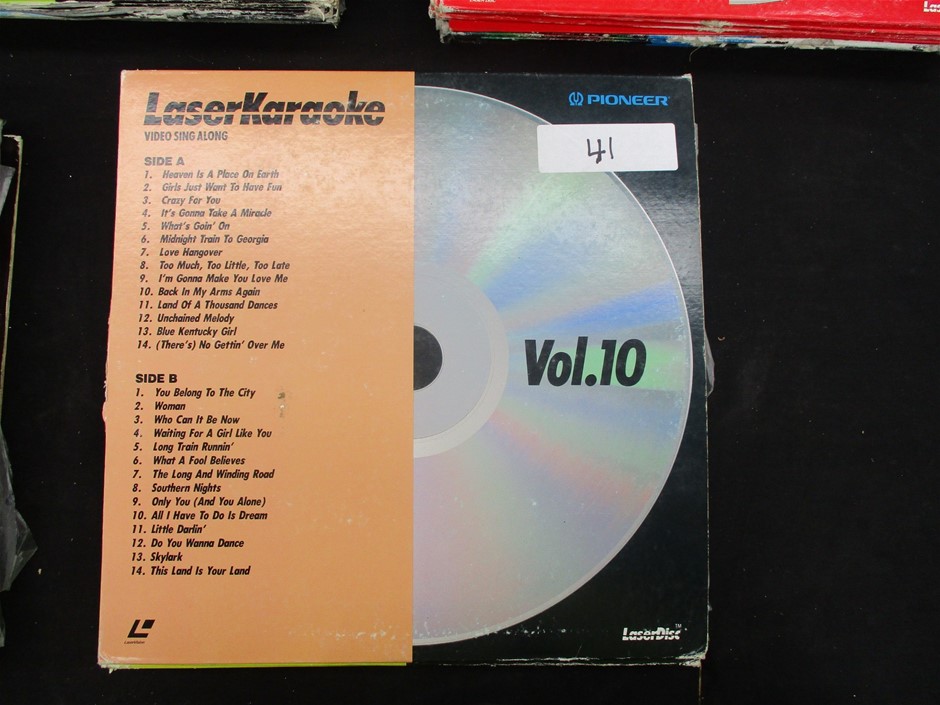 LaserKaraoke
VIDEO SING ALONG
SIDE A
1. Heaven Is A Place On Earth
2. Girls Just Want To Have Fun
3. Crazy For You
4. It's Gonna Take A Miracle
5. What's Goin' On
6. Midnight Train To Georgia
7. Love Hangover
8. Too Much, Too Little, Too Late
9. I'm Gonna Make You Love Me
10. Back In My Arms Again
11. Land Of A Thousand Dances
12. Unchained Melody
13. Blue Kentucky Girl
14. (There's) No Gettin' Over Me
SIDE B
1. You Belong To The City
2. Woman
3. Who Can It Be Now
4. Waiting For A Girl Like You
5. Long Train Runnin'
6. What A Fool Believes
7. The Long And Winding Road
8. Southern Nights
9. Only You (And You Alone)
10. All I Have To Do Is Dream
11. Little Darlin'
12. Do You Wanna Dance
13. Skylark
14. This Land Is Your Land
PIONEER
41
Vol.10
LaserDisc™